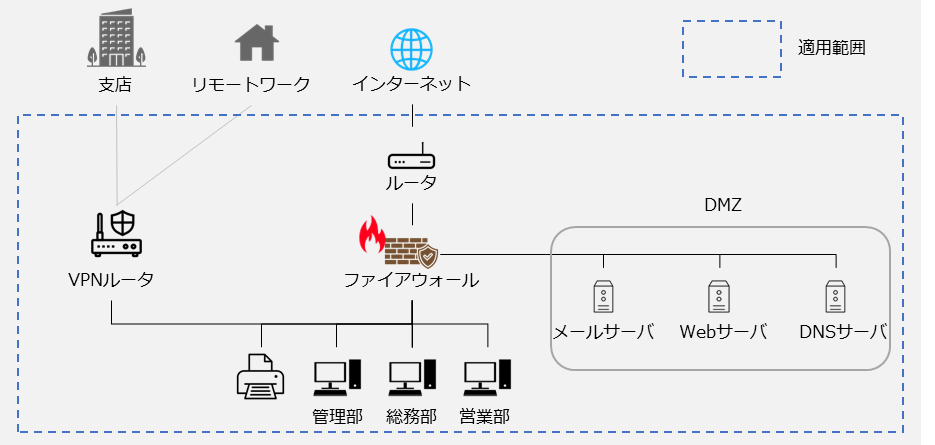 支店
リモートワーク
インターネット
適用範囲
ルータ
DMZ
VPNルータ
ファイアウォール
メールサーバ
Webサーバ
DNSサーバ
管理部
総務部
営業部